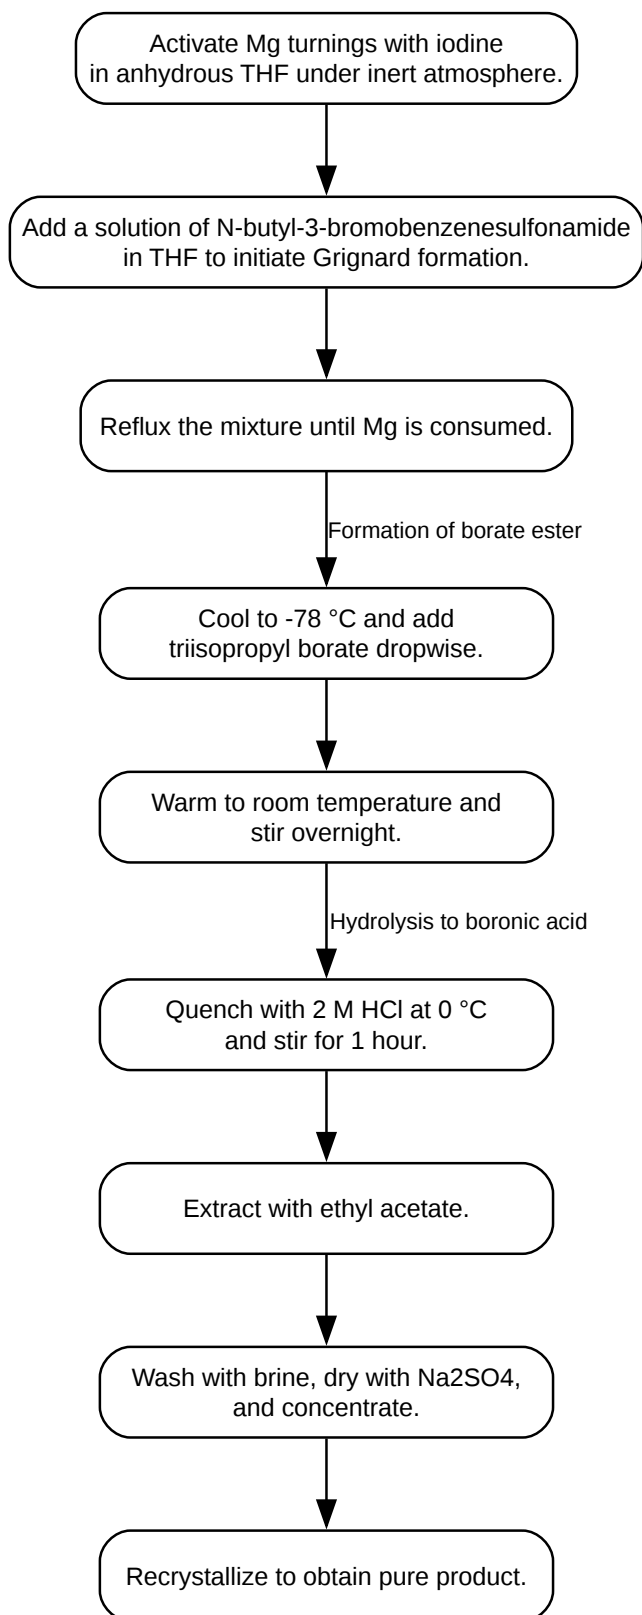 Activate Mg turnings with iodine
in anhydrous THF under inert atmosphere.
Add a solution of N-butyl-3-bromobenzenesulfonamide
in THF to initiate Grignard formation.
Reflux the mixture until Mg is consumed.
Formation of borate ester
Cool to -78 °C and add
triisopropyl borate dropwise.
Warm to room temperature and
stir overnight.
Hydrolysis to boronic acid
Quench with 2 M HCl at 0 °C
and stir for 1 hour.
Extract with ethyl acetate.
Wash with brine, dry with Na2SO4,
and concentrate.
Recrystallize to obtain pure product.